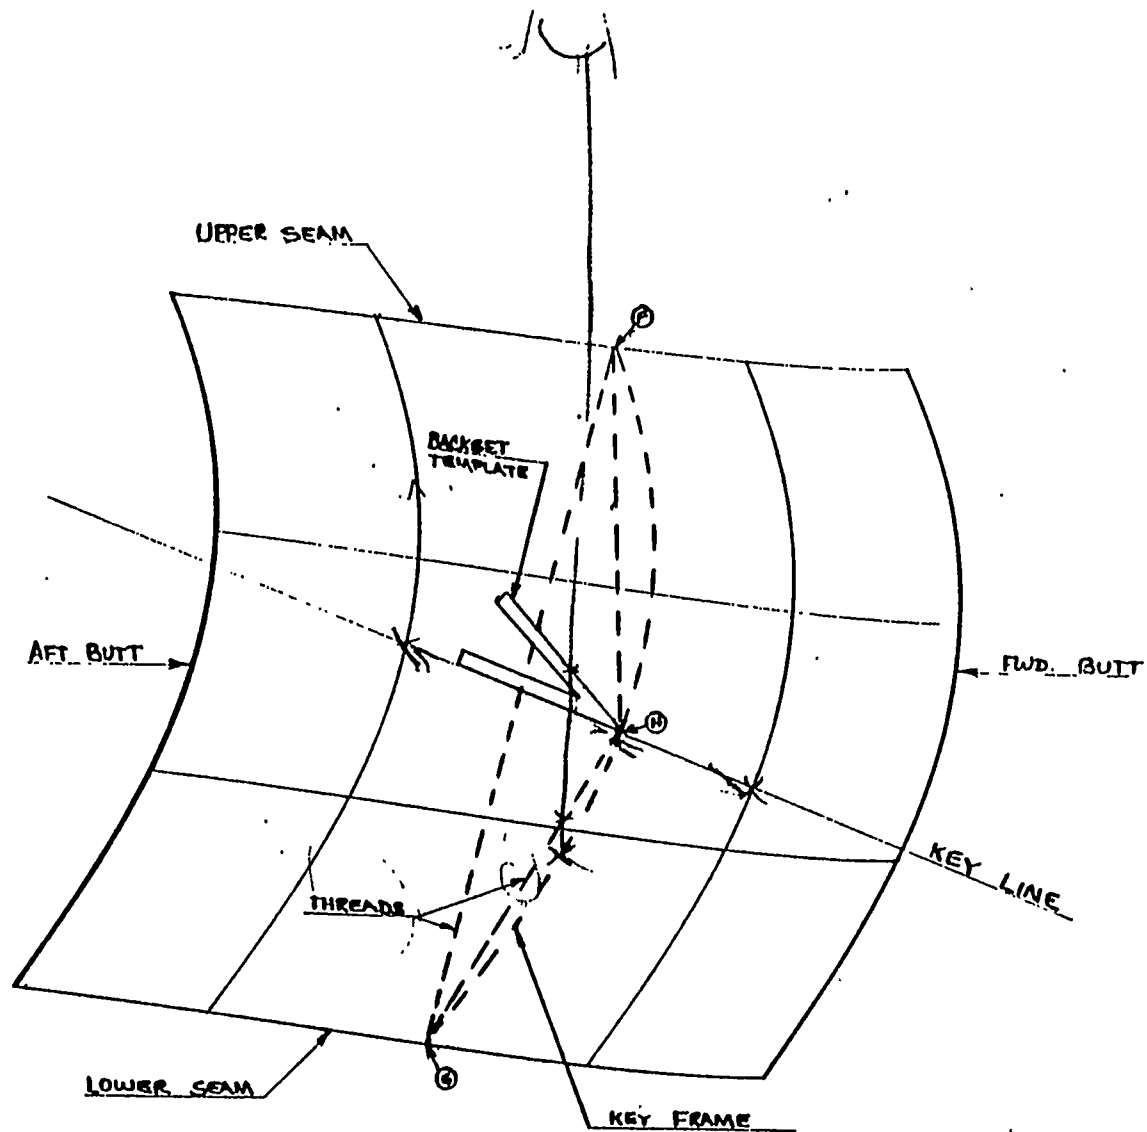 UPPER SEAM
P
BACKSET
TEMPLATE
AFT BUTT
FWD. BUTT
N
KEY LINE
THREADS
G
LOWER SEAM
KEY FRAME